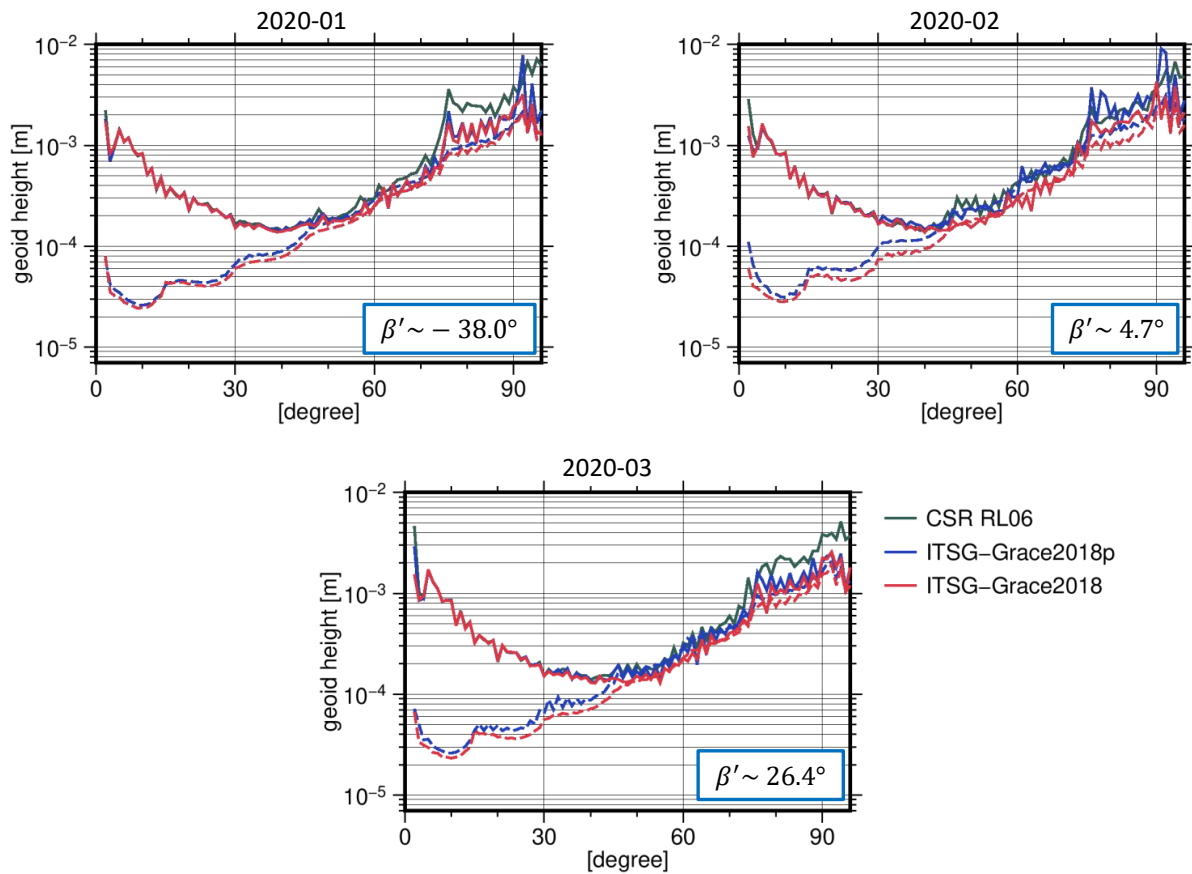 2020-01
10⁻²
10⁻³
10⁻⁴
10⁻⁵
geoid height [m]
β′ ~ − 38.0°
0 30 60 90
[degree]
2020-02
10⁻²
10⁻³
10⁻⁴
10⁻⁵
geoid height [m]
β′ ~ 4.7°
0 30 60 90
[degree]
2020-03
10⁻²
10⁻³
10⁻⁴
10⁻⁵
geoid height [m]
β′ ~ 26.4°
0 30 60 90
[degree]
CSR RL06
ITSG−Grace2018p
ITSG−Grace2018